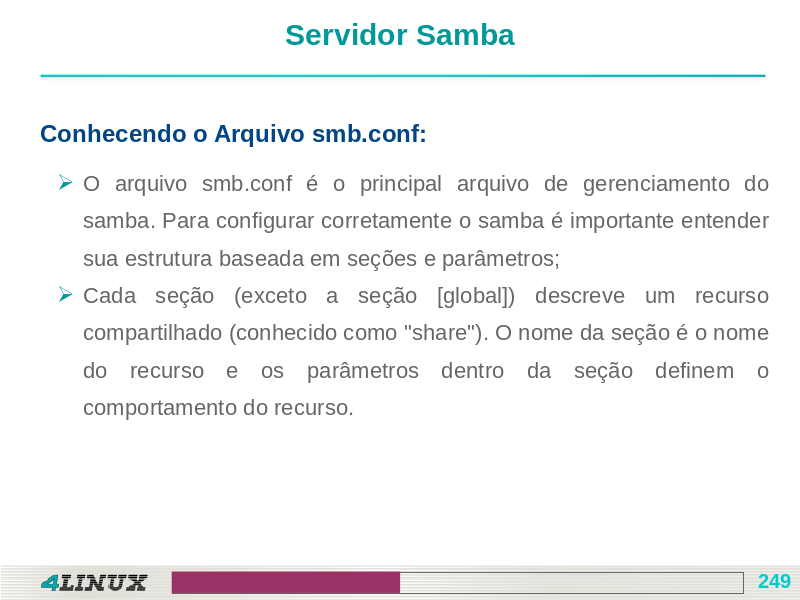 Servidor Samba
Conhecendo o Arquivo smb.conf:
O arquivo smb.conf é o principal arquivo de gerenciamento do
samba. Para configurar corretamente o samba é importante entender
sua estrutura baseada em seções e parâmetros;
Cada seção (exceto a seção [global]) descreve um recurso
compartilhado (conhecido como "share"). O nome da seção é o nome
do recurso e os parâmetros dentro da seção definem o
comportamento do recurso.
4LINUX
249